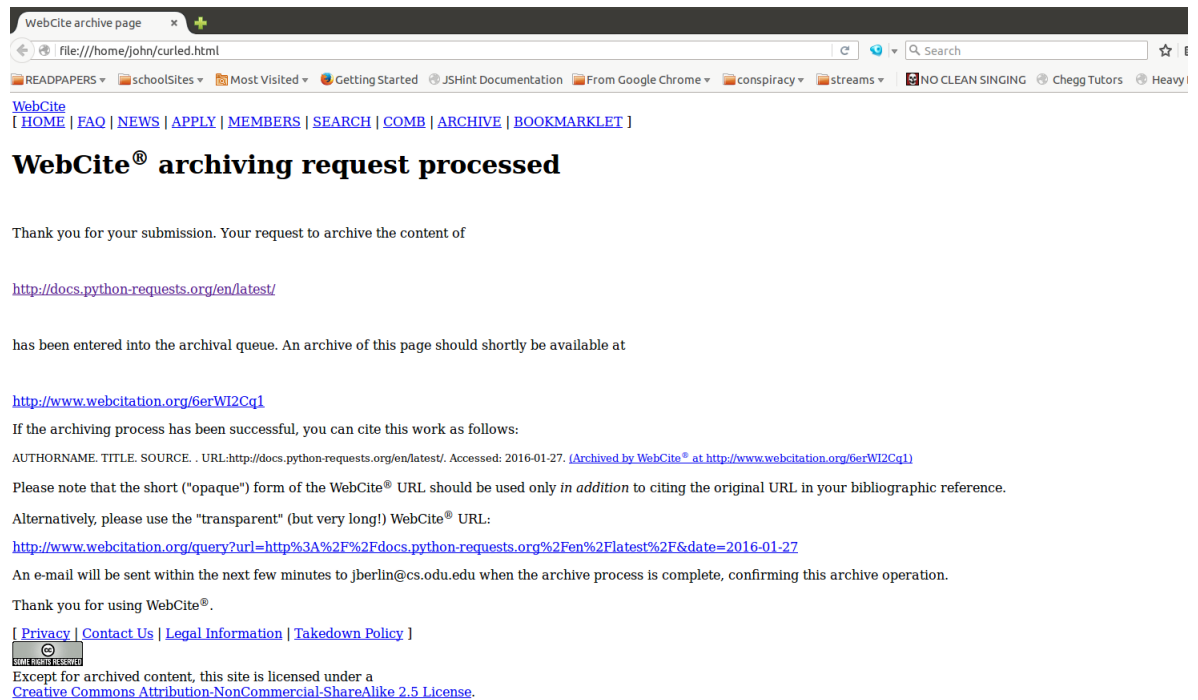 WebCite archive page
file:///home/john/curled.html
Search
READPAPERS schoolSites Most Visited Getting Started JSHint Documentation From Google Chrome conspiracy streams NO CLEAN SINGING Chegg Tutors Heavy
WebCite
[ HOME | FAQ | NEWS | APPLY | MEMBERS | SEARCH | COMB | ARCHIVE | BOOKMARKLET ]
WebCite® archiving request processed
Thank you for your submission. Your request to archive the content of
http://docs.python-requests.org/en/latest/
has been entered into the archival queue. An archive of this page should shortly be available at
http://www.webcitation.org/6erWI2Cq1
If the archiving process has been successful, you can cite this work as follows:
AUTHORNAME. TITLE. SOURCE. . URL:http://docs.python-requests.org/en/latest/. Accessed: 2016-01-27. (Archived by WebCite® at http://www.webcitation.org/6erWI2Cq1)
Please note that the short ("opaque") form of the WebCite® URL should be used only in addition to citing the original URL in your bibliographic reference.
Alternatively, please use the "transparent" (but very long!) WebCite® URL:
http://www.webcitation.org/query?url=http%3A%2F%2Fdocs.python-requests.org%2Fen%2Flatest%2F&date=2016-01-27
An e-mail will be sent within the next few minutes to jberlin@cs.odu.edu when the archive process is complete, confirming this archive operation.
Thank you for using WebCite®.
[ Privacy | Contact Us | Legal Information | Takedown Policy ]
cc
SOME RIGHTS RESERVED
Except for archived content, this site is licensed under a
Creative Commons Attribution-NonCommercial-ShareAlike 2.5 License.